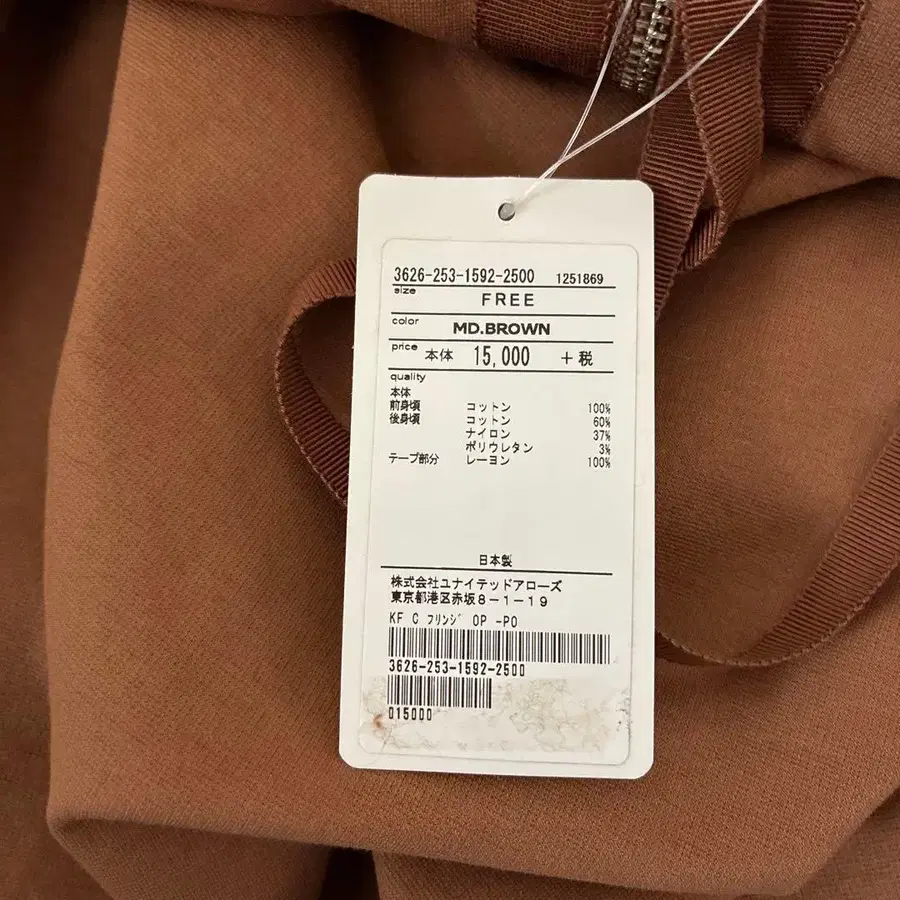 3626-253-1592-2500 1251869
size FREE
color MD.BROWN
price 本体 15,000 +税
quality
本体
前身頃 コットン 100%
後身頃 コットン 60%
ナイロン 37%
ポリウレタン 3%
テープ部分 レーヨン 100%
日本製
株式会社ユナイテッドアローズ
東京都港区赤坂8-1-19
KF C フリンジ OP -PO
3626-253-1592-2500
015000